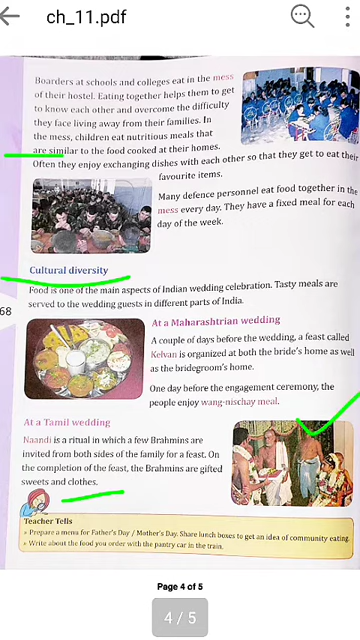 ch_11.pdf
Boarders at schools and colleges eat in the mess
of their hostel. Eating together helps them to get
to know each other and overcome the difficulty
they face living away from their families. In
the mess, children eat nutritious meals that
are similar to the food cooked at their homes.
Often they enjoy exchanging dishes with each other so that they get to eat their
favourite items.
Many defence personnel eat food together in the
mess every day. They have a fixed meal for each
day of the week.
Cultural diversity
Food is one of the main aspects of Indian wedding celebration. Tasty meals are
served to the wedding guests in different parts of India.
68
At a Maharashtrian wedding
A couple of days before the wedding, a feast called
Kelvan is organized at both the bride's home as well
as the bridegroom's home.
One day before the engagement ceremony, the
people enjoy wang-nischay meal.
At a Tamil wedding
Naandi is a ritual in which a few Brahmins are
invited from both sides of the family for a feast. On
the completion of the feast, the Brahmins are gifted
sweets and clothes.
Teacher Tells
» Prepare a menu for Father's Day / Mother's Day. Share lunch boxes to get an idea of community eating.
» Write about the food you order with the pantry car in the train.
Page 4 of 5
4 / 5